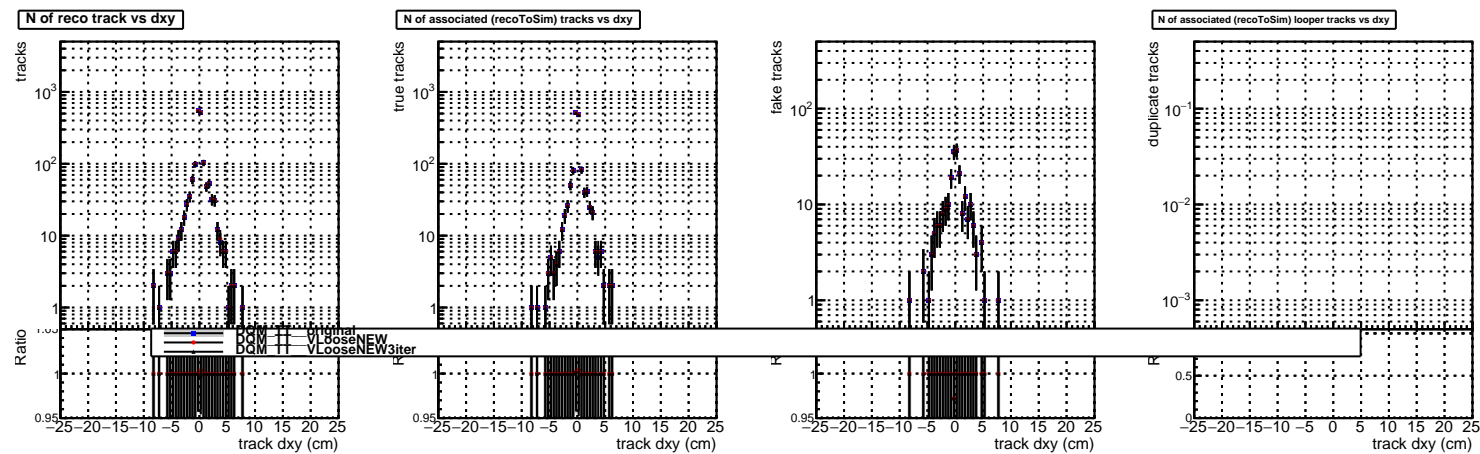 N of reco track vs dxy
tracks
10³
10²
10
1
Ratio
1
0.95
−25 −20 −15 −10 −5 0 5 10 15 20 25
track dxy (cm)
N of associated (recoToSim) tracks vs dxy
true tracks
10³
10²
10
1
1
0.95
−25 −20 −15 −10 −5 0 5 10 15 20 25
track dxy (cm)
fake tracks
10²
10
1
1
0.95
−25 −20 −15 −10 −5 0 5 10 15 20 25
track dxy (cm)
N of associated (recoToSim) looper tracks vs dxy
duplicate tracks
10⁻¹
10⁻²
10⁻³
0.5
0
−25 −20 −15 −10 −5 0 5 10 15 20 25
track dxy (cm)
DQM TT original
DQM TT VLooseNEW
DQM TT VLooseNEW3iter